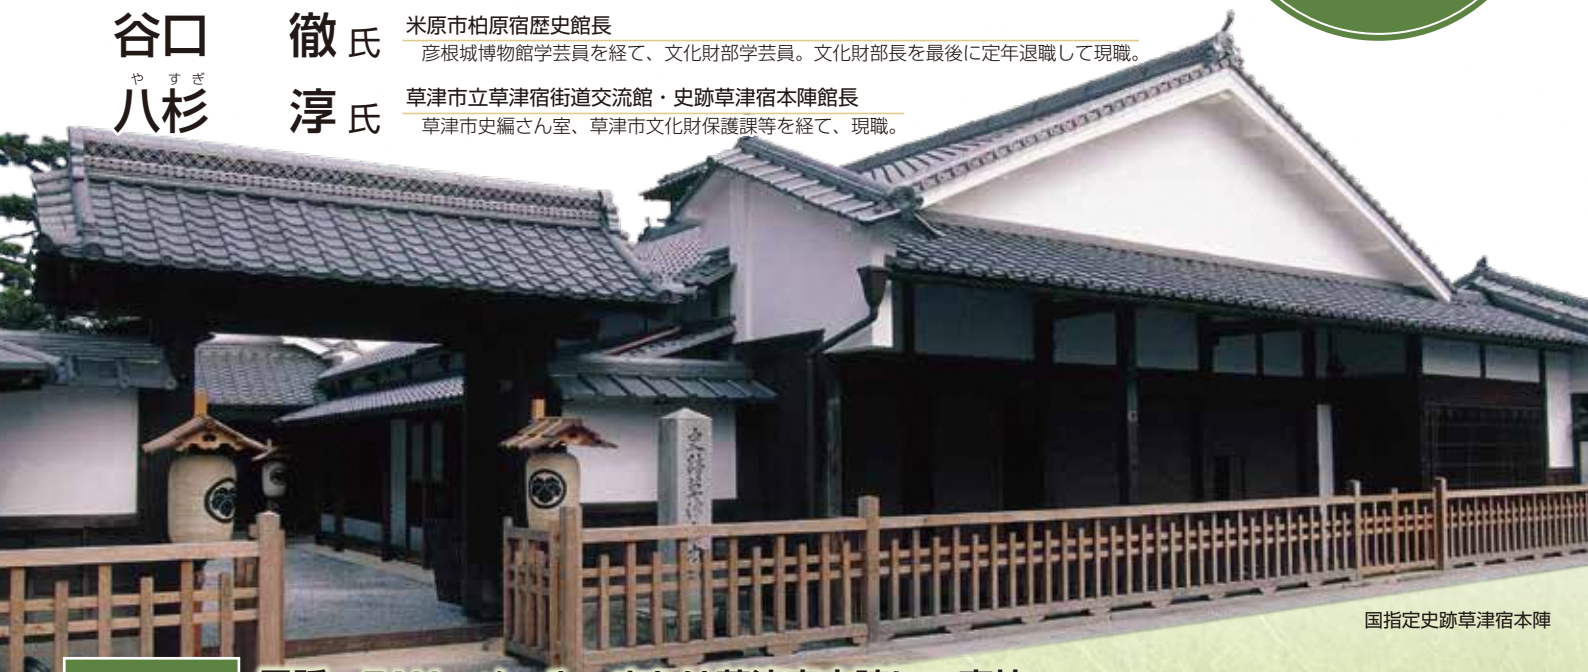 谷口 徹氏
米原市柏原宿歴史館長
彦根城博物館学芸員を経て、文化財部学芸員。文化財部長を最後に定年退職して現職。
やすぎ
八杉 淳氏
草津市立草津宿街道交流館・史跡草津宿本陣館長
草津市史編さん室、草津市文化財保護課等を経て、現職。
国指定史跡草津宿本陣